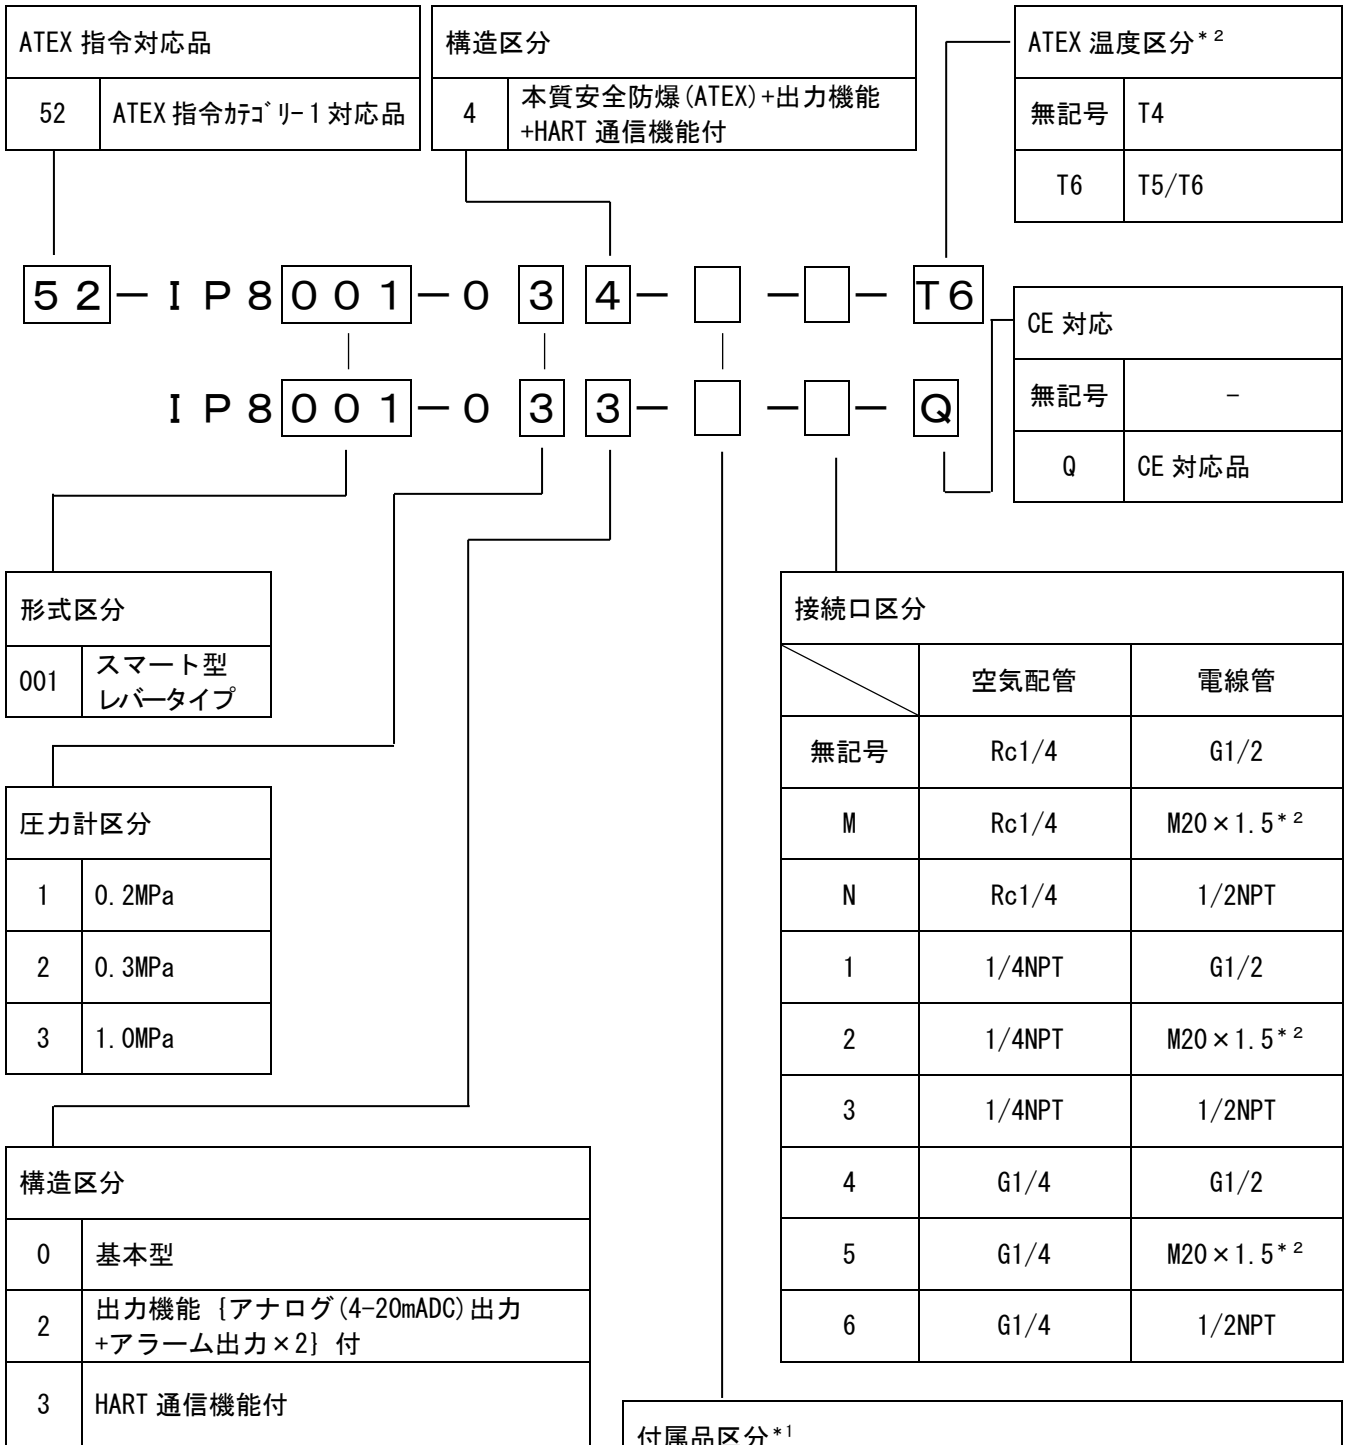 ATEX 指令対応品
52 ATEX 指令ｶﾃｺﾞﾘｰ 1 対応品
構造区分
4 本質安全防爆(ATEX)+出力機能
+HART 通信機能付
ATEX 温度区分*2
無記号 T4
T6 T5/T6
52－IP8001－034－□－□－T6
IP8001－033－□－□－Q
CE 対応
無記号 －
Q CE 対応品
形式区分
001 スマート型
レバータイプ
圧力計区分
1 0.2MPa
2 0.3MPa
3 1.0MPa
構造区分
0 基本型
2 出力機能 {アナログ(4-20mADC)出力
+アラーム出力×2} 付
3 HART 通信機能付
接続口区分
空気配管 電線管
無記号 Rc1/4 G1/2
M Rc1/4 M20×1.5*2
N Rc1/4 1/2NPT
1 1/4NPT G1/2
2 1/4NPT M20×1.5*2
3 1/4NPT 1/2NPT
4 G1/4 G1/2
5 G1/4 M20×1.5*2
6 G1/4 1/2NPT
付属品区分*1